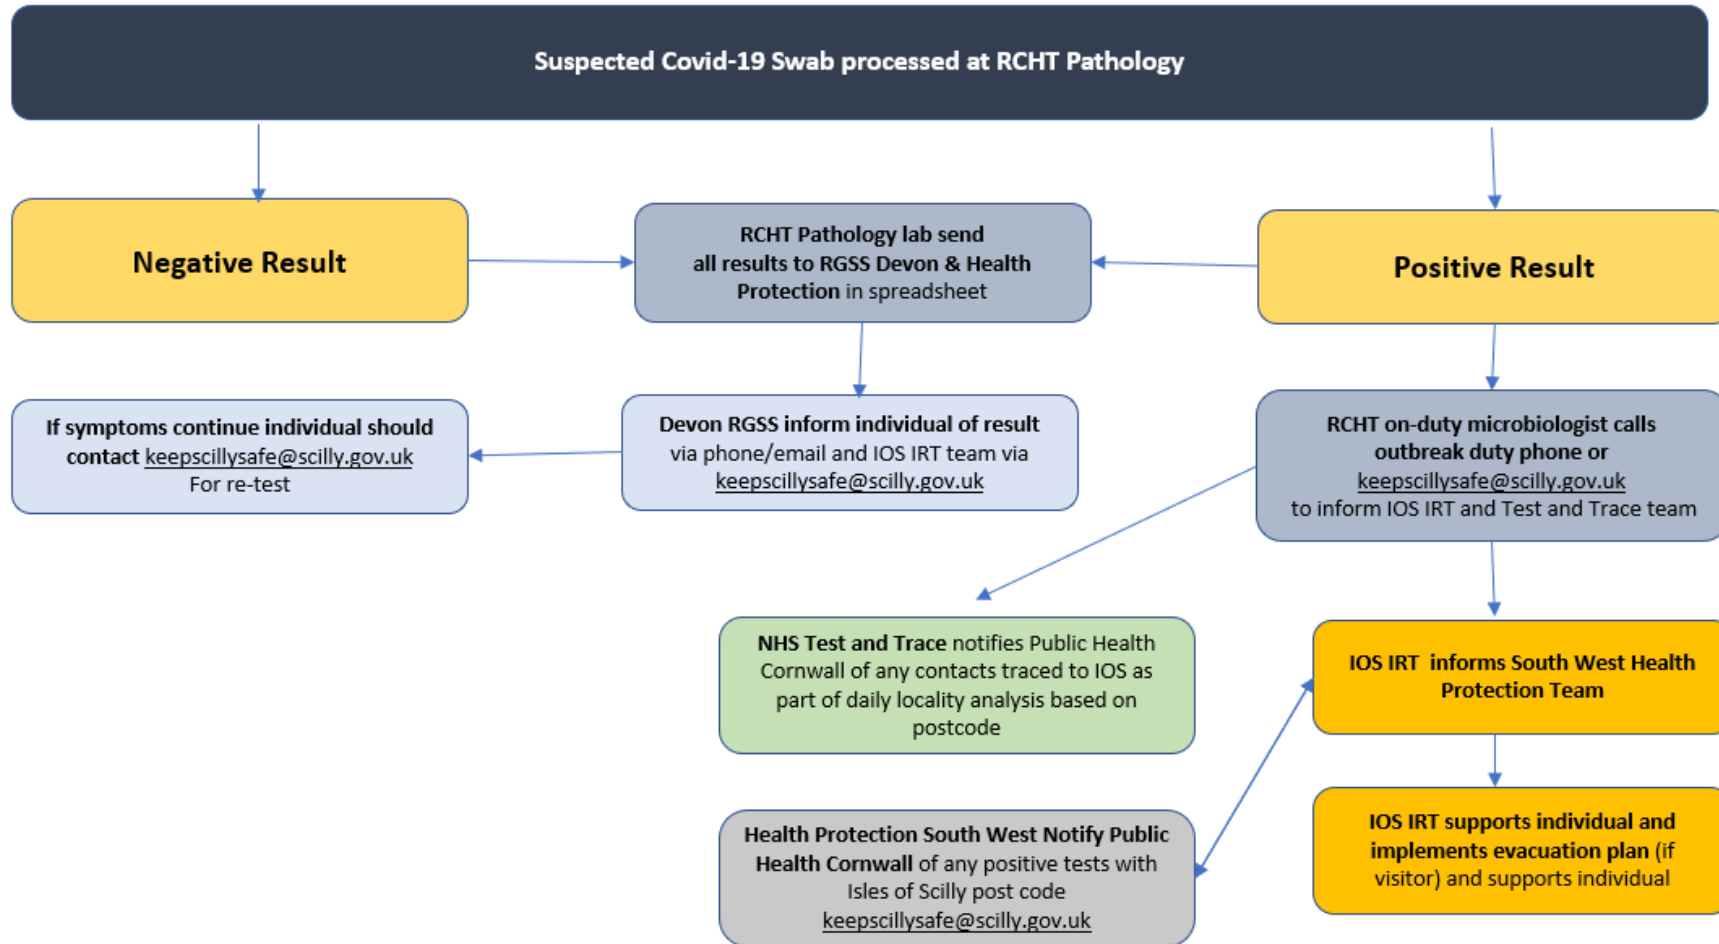 Suspected Covid-19 Swab processed at RCHT Pathology
Negative Result
RCHT Pathology lab send
all results to RGSS Devon & Health
Protection in spreadsheet
Positive Result
If symptoms continue individual should
contact keepscillysafe@scilly.gov.uk
For re-test
Devon RGSS inform individual of result
via phone/email and IOS IRT team via
keepscillysafe@scilly.gov.uk
RCHT on-duty microbiologist calls
outbreak duty phone or
keepscillysafe@scilly.gov.uk
to inform IOS IRT and Test and Trace team
NHS Test and Trace notifies Public Health
Cornwall of any contacts traced to IOS as
part of daily locality analysis based on
postcode
IOS IRT informs South West Health
Protection Team
Health Protection South West Notify Public
Health Cornwall of any positive tests with
Isles of Scilly post code
keepscillysafe@scilly.gov.uk
IOS IRT supports individual and
implements evacuation plan (if
visitor) and supports individual